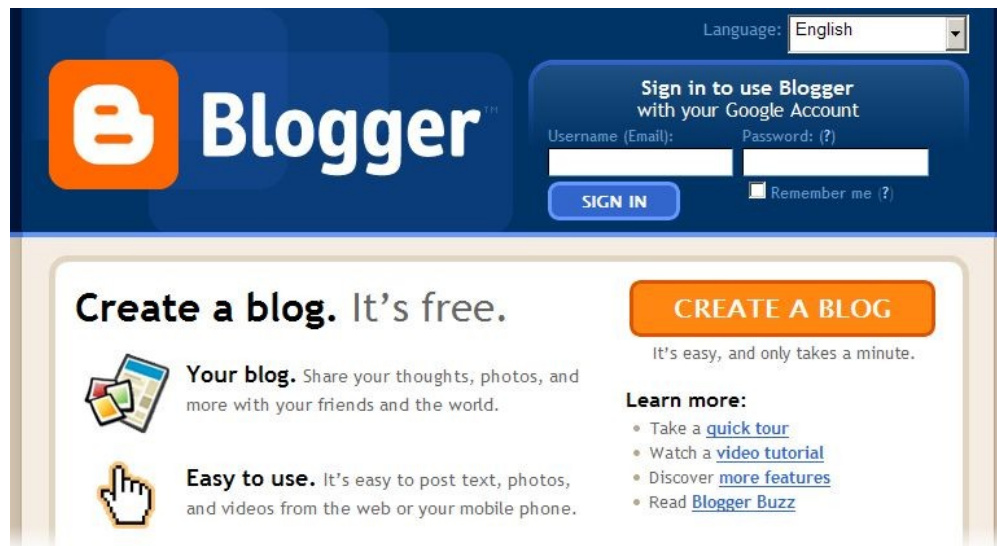 Language: English
Blogger™
Sign in to use Blogger
with your Google Account
Username (Email):
Password: (?)
SIGN IN
Remember me (?)
Create a blog. It's free.
Your blog. Share your thoughts, photos, and
more with your friends and the world.
Easy to use. It's easy to post text, photos,
and videos from the web or your mobile phone.
CREATE A BLOG
It's easy, and only takes a minute.
Learn more:
• Take a quick tour
• Watch a video tutorial
• Discover more features
• Read Blogger Buzz